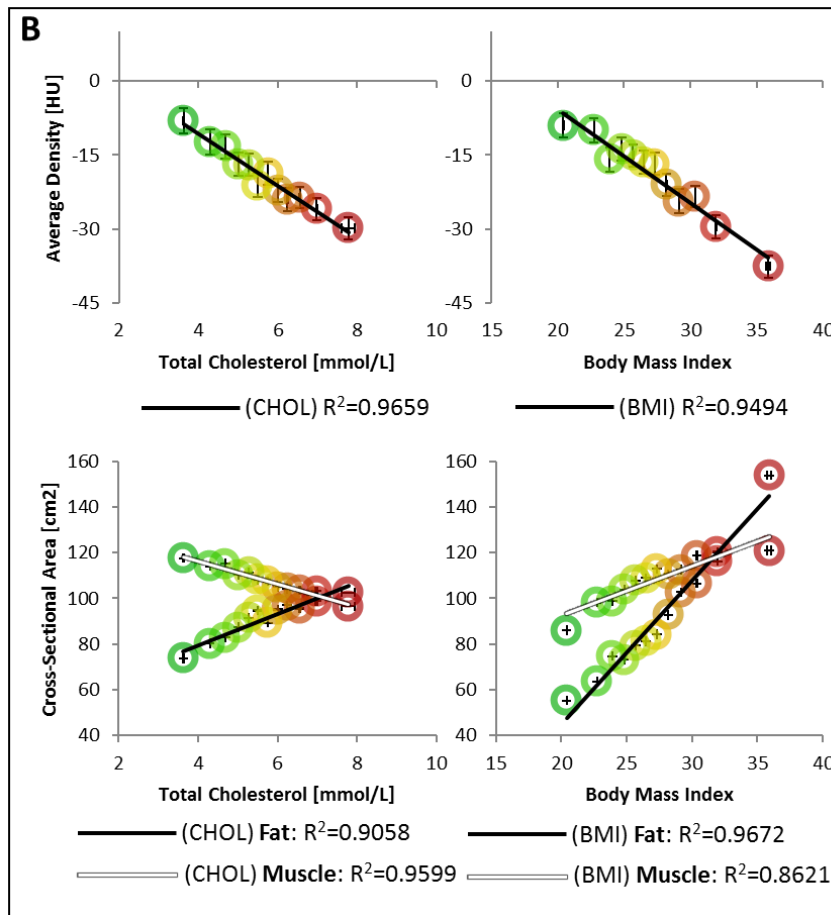 B
Average Density [HU]
0
-15
-30
-45
2 4 6 8 10
Total Cholesterol [mmol/L]
(CHOL) R²=0.9659
0
-15
-30
-45
15 20 25 30 35 40
Body Mass Index
(BMI) R²=0.9494
Cross-Sectional Area [cm2]
160
140
120
100
80
60
40
2 4 6 8 10
Total Cholesterol [mmol/L]
(CHOL) Fat: R²=0.9058
(CHOL) Muscle: R²=0.9599
160
140
120
100
80
60
40
15 20 25 30 35 40
Body Mass Index
(BMI) Fat: R²=0.9672
(BMI) Muscle: R²=0.8621